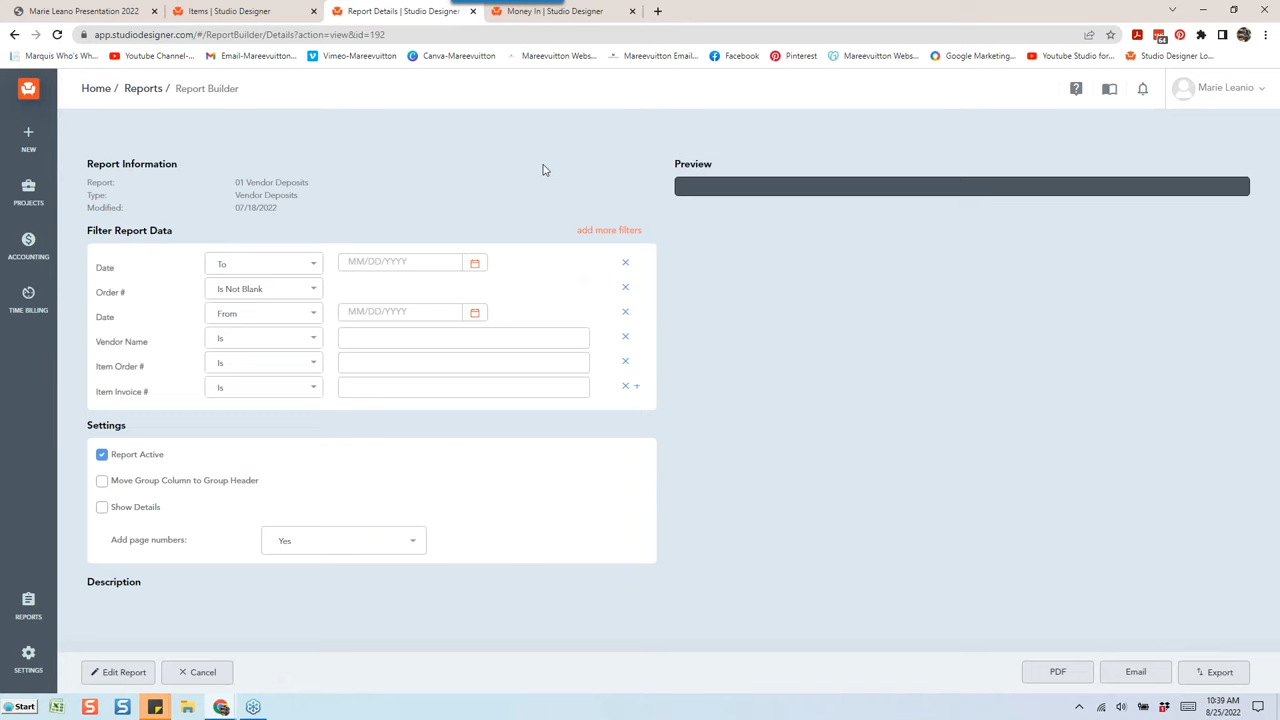 Marie Leano Presentation 2022
Items | Studio Designer
Report Details | Studio Designer
Money In | Studio Designer
app.studiodesigner.com/#/ReportBuilder/Details?action=view&id=192
Marquis Who's Wh...
Youtube Channel-...
Email-Mareevuitton
Vimeo-Mareevuitton
Canva-Mareevuitton
Mareevuitton Webs...
Mareevuitton Email...
Facebook
Pinterest
Mareevuitton Webs...
Google Marketing...
Youtube Studio for...
Studio Designer Lo...
Home / Reports / Report Builder
Marie Leanio
NEW
PROJECTS
ACCOUNTING
TIME BILLING
REPORTS
SETTINGS
Report Information
Report: 01 Vendor Deposits
Type: Vendor Deposits
Modified: 07/18/2022
Filter Report Data
add more filters
Date To MM/DD/YYYY
Order # Is Not Blank
Date From MM/DD/YYYY
Vendor Name Is
Item Order # Is
Item Invoice # Is
Settings
Report Active
Move Group Column to Group Header
Show Details
Add page numbers: Yes
Description
Preview
Edit Report
Cancel
PDF
Email
Export
Start
10:39 AM
8/25/2022